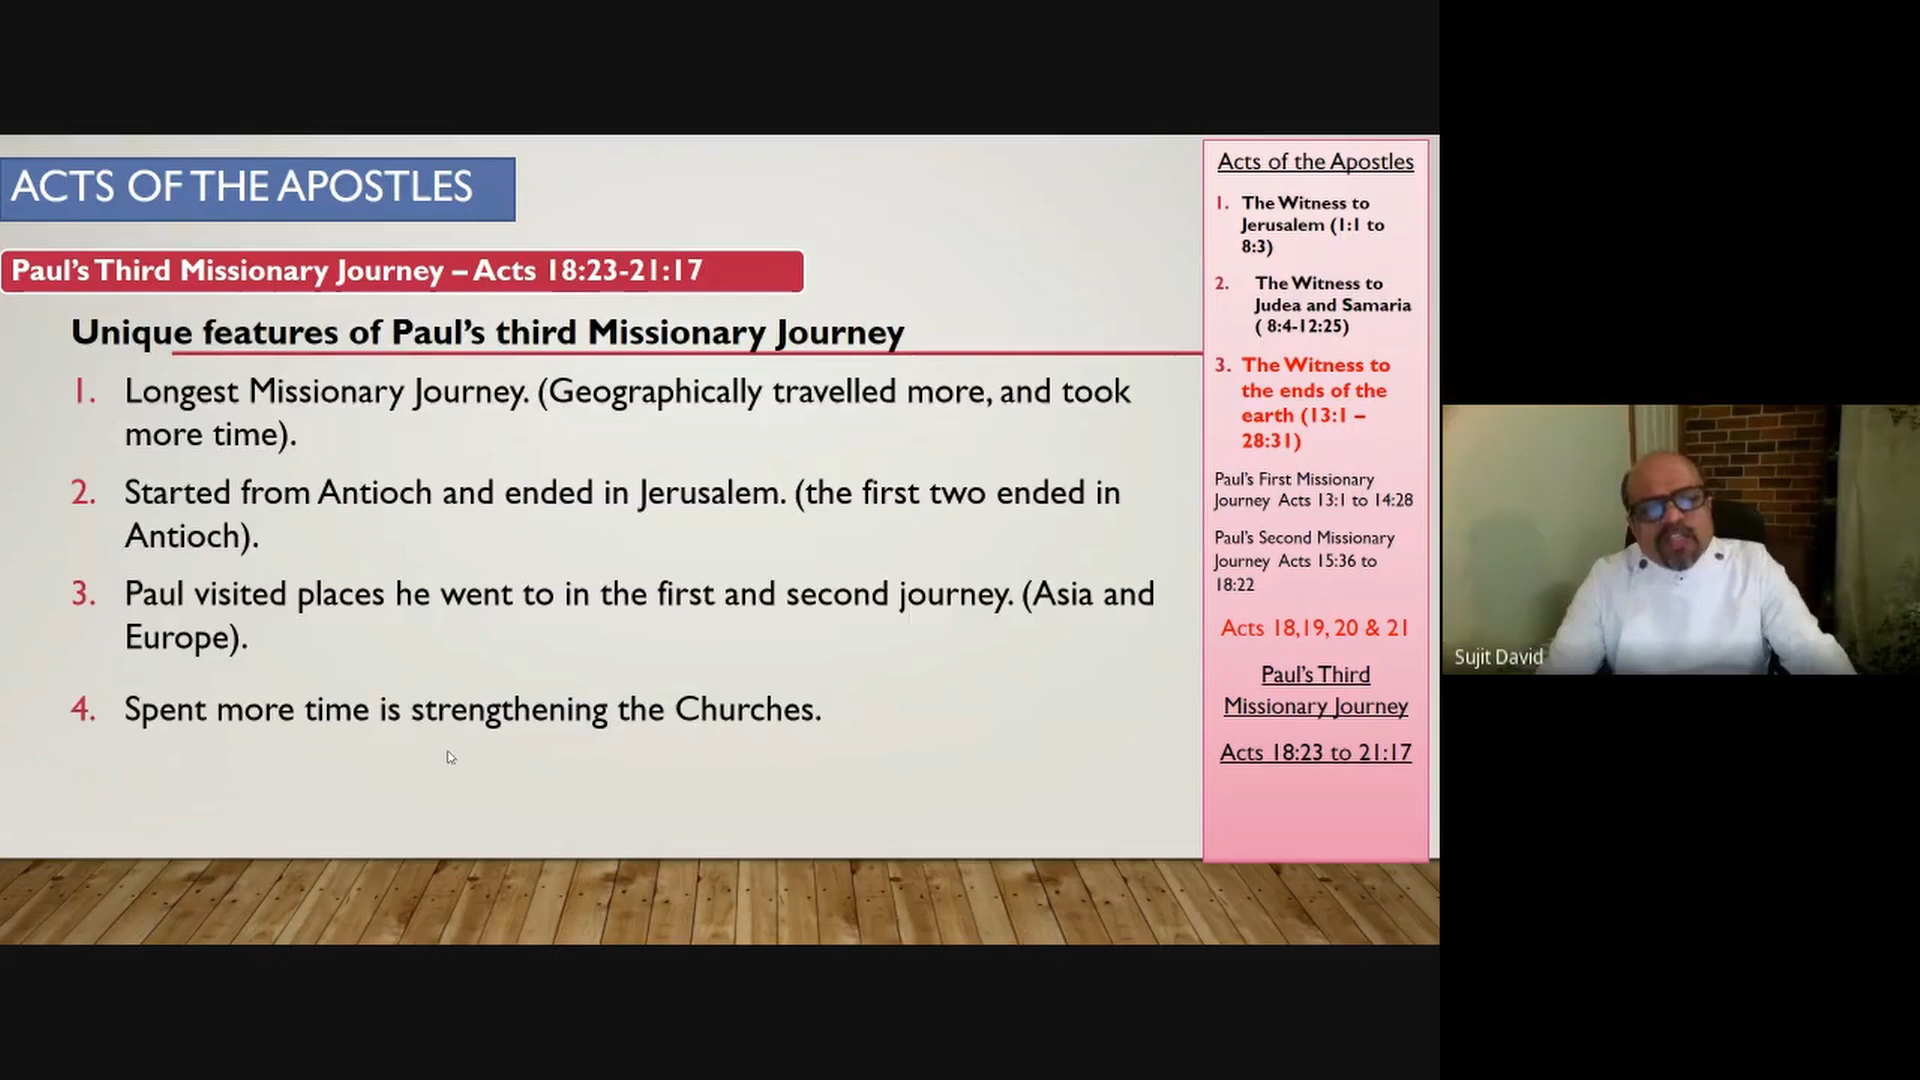 ACTS OF THE APOSTLES
Paul's Third Missionary Journey – Acts 18:23-21:17
Unique features of Paul's third Missionary Journey
1. Longest Missionary Journey. (Geographically travelled more, and took
more time).
2. Started from Antioch and ended in Jerusalem. (the first two ended in
Antioch).
3. Paul visited places he went to in the first and second journey. (Asia and
Europe).
4. Spent more time is strengthening the Churches.
Acts of the Apostles
1. The Witness to
Jerusalem (1:1 to
8:3)
2. The Witness to
Judea and Samaria
( 8:4-12:25)
3. The Witness to
the ends of the
earth (13:1 –
28:31)
Paul's First Missionary
Journey Acts 13:1 to 14:28
Paul's Second Missionary
Journey Acts 15:36 to
18:22
Acts 18,19, 20 & 21
Paul's Third
Missionary Journey
Acts 18:23 to 21:17
Sujit David